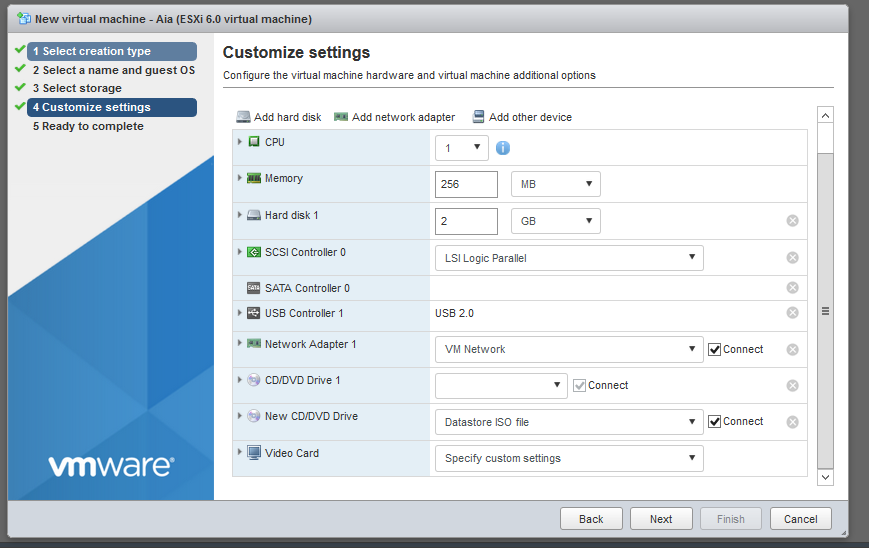 New virtual machine - Aia (ESXi 6.0 virtual machine)
1 Select creation type
2 Select a name and guest OS
3 Select storage
4 Customize settings
5 Ready to complete
vmware®
Customize settings
Configure the virtual machine hardware and virtual machine additional options
Add hard disk Add network adapter Add other device
CPU 1
Memory 256 MB
Hard disk 1 2 GB
SCSI Controller 0 LSI Logic Parallel
SATA SATA Controller 0
USB Controller 1 USB 2.0
Network Adapter 1 VM Network Connect
CD/DVD Drive 1 Connect
New CD/DVD Drive Datastore ISO file Connect
Video Card Specify custom settings
Back Next Finish Cancel